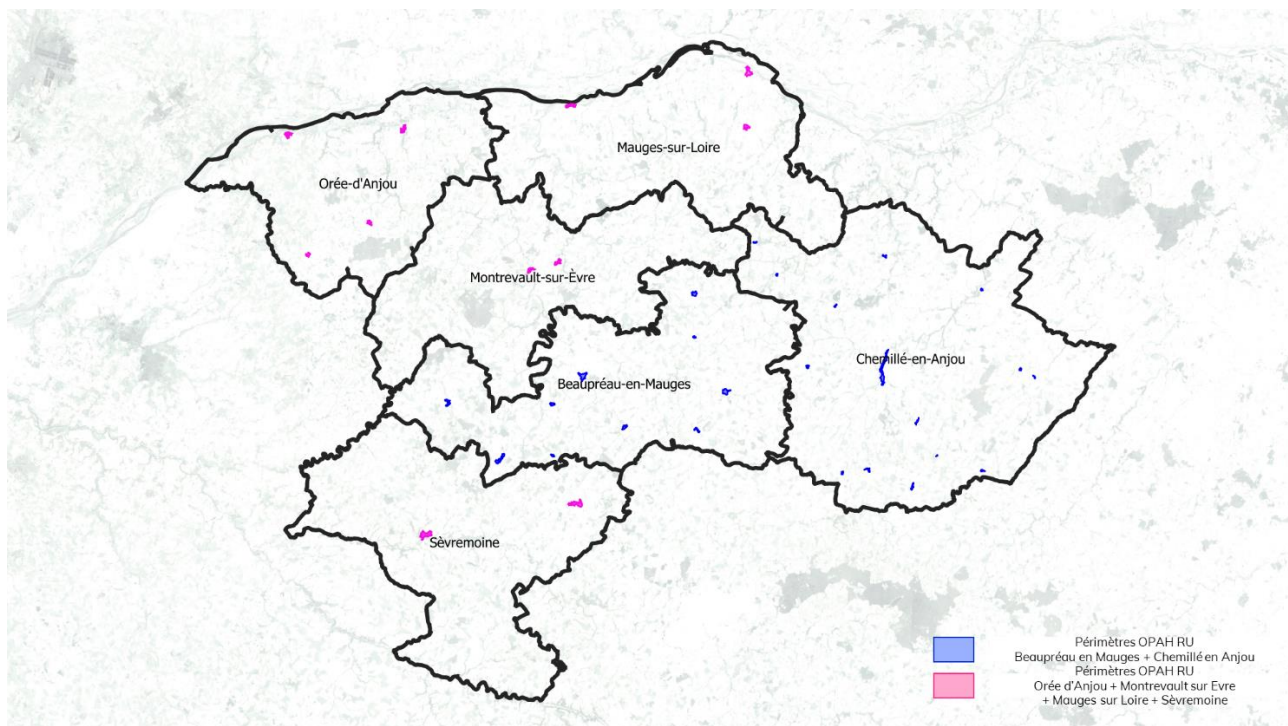 Mauges-sur-Loire
Orée-d'Anjou
Montrevault-sur-Èvre
Chemillé-en-Anjou
Beaupréau-en-Mauges
Sèvremoine
Périmètres OPAH RU
Beaupréau en Mauges + Chemillé en Anjou
Périmètres OPAH RU
Orée d'Anjou + Montrevault sur Evre
+ Mauges sur Loire + Sèvremoine